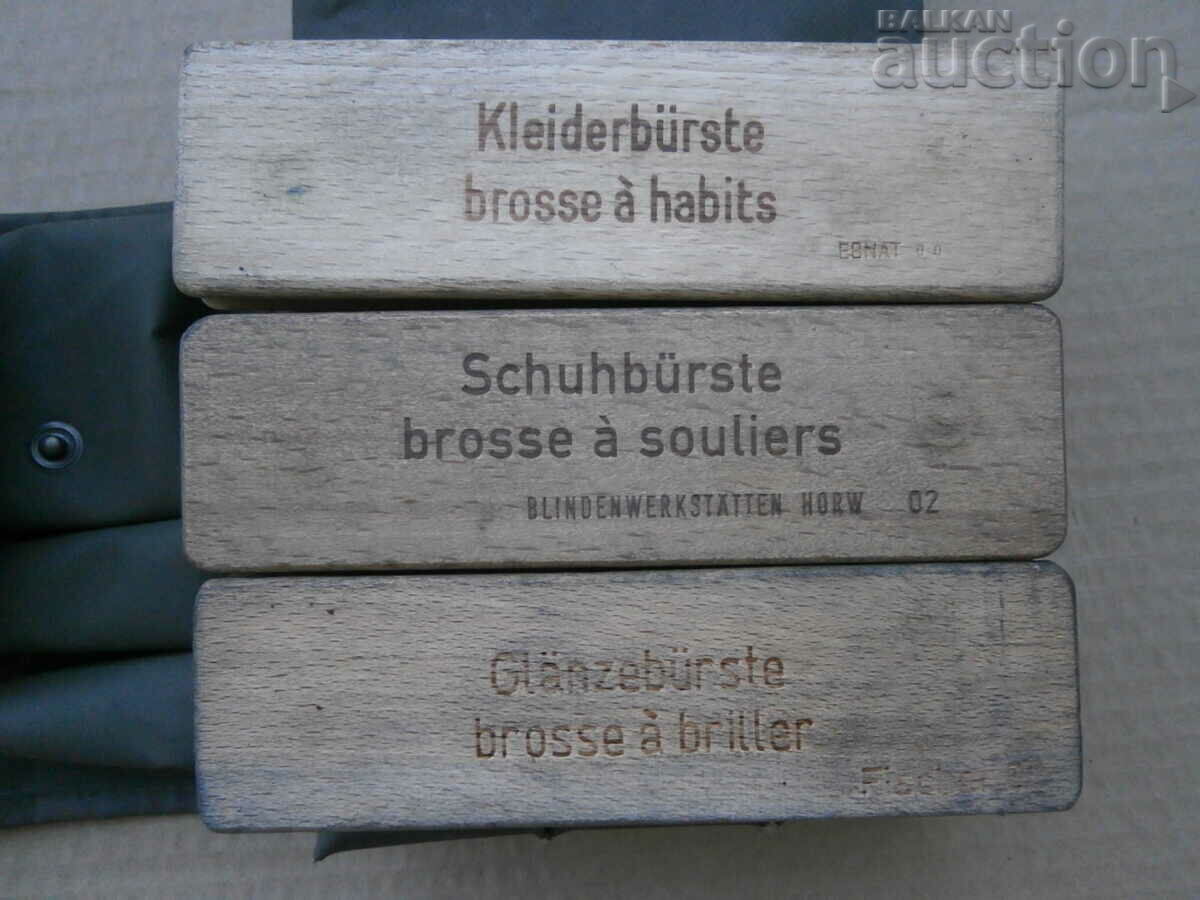 BALKAN
auction
Kleiderbürste
brosse à habits
EBNAT
Schuhbürste
brosse à souliers
BLINDENWERKSTÄTTEN HORW 02
Glänzebürste
brosse à briller